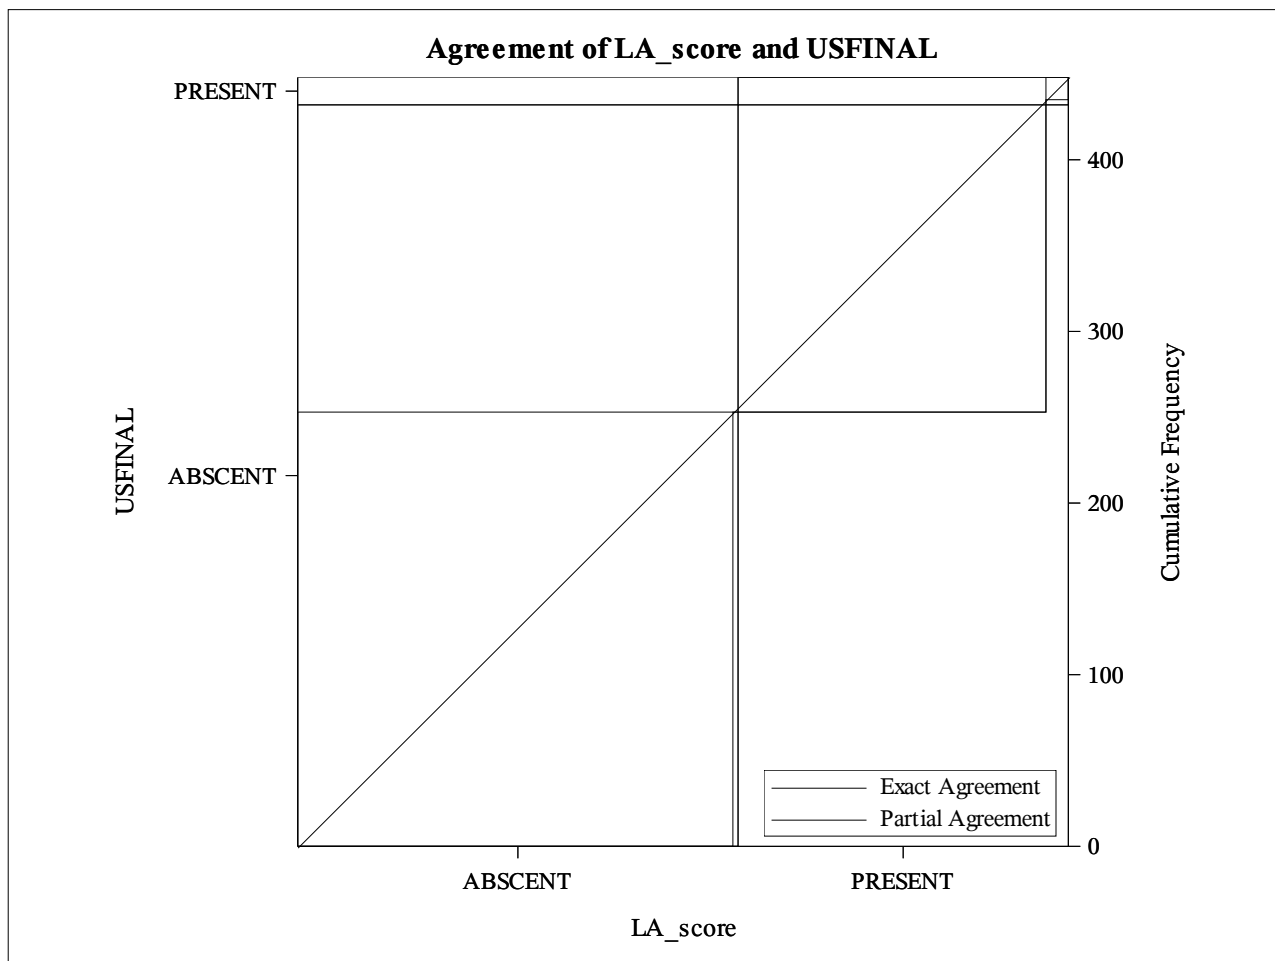 Agreement of LA_score and USFINAL
PRESENT
ABSCENT
USFINAL
400
300
200
100
0
Cumulative Frequency
Exact Agreement
Partial Agreement
ABSCENT PRESENT
LA_score